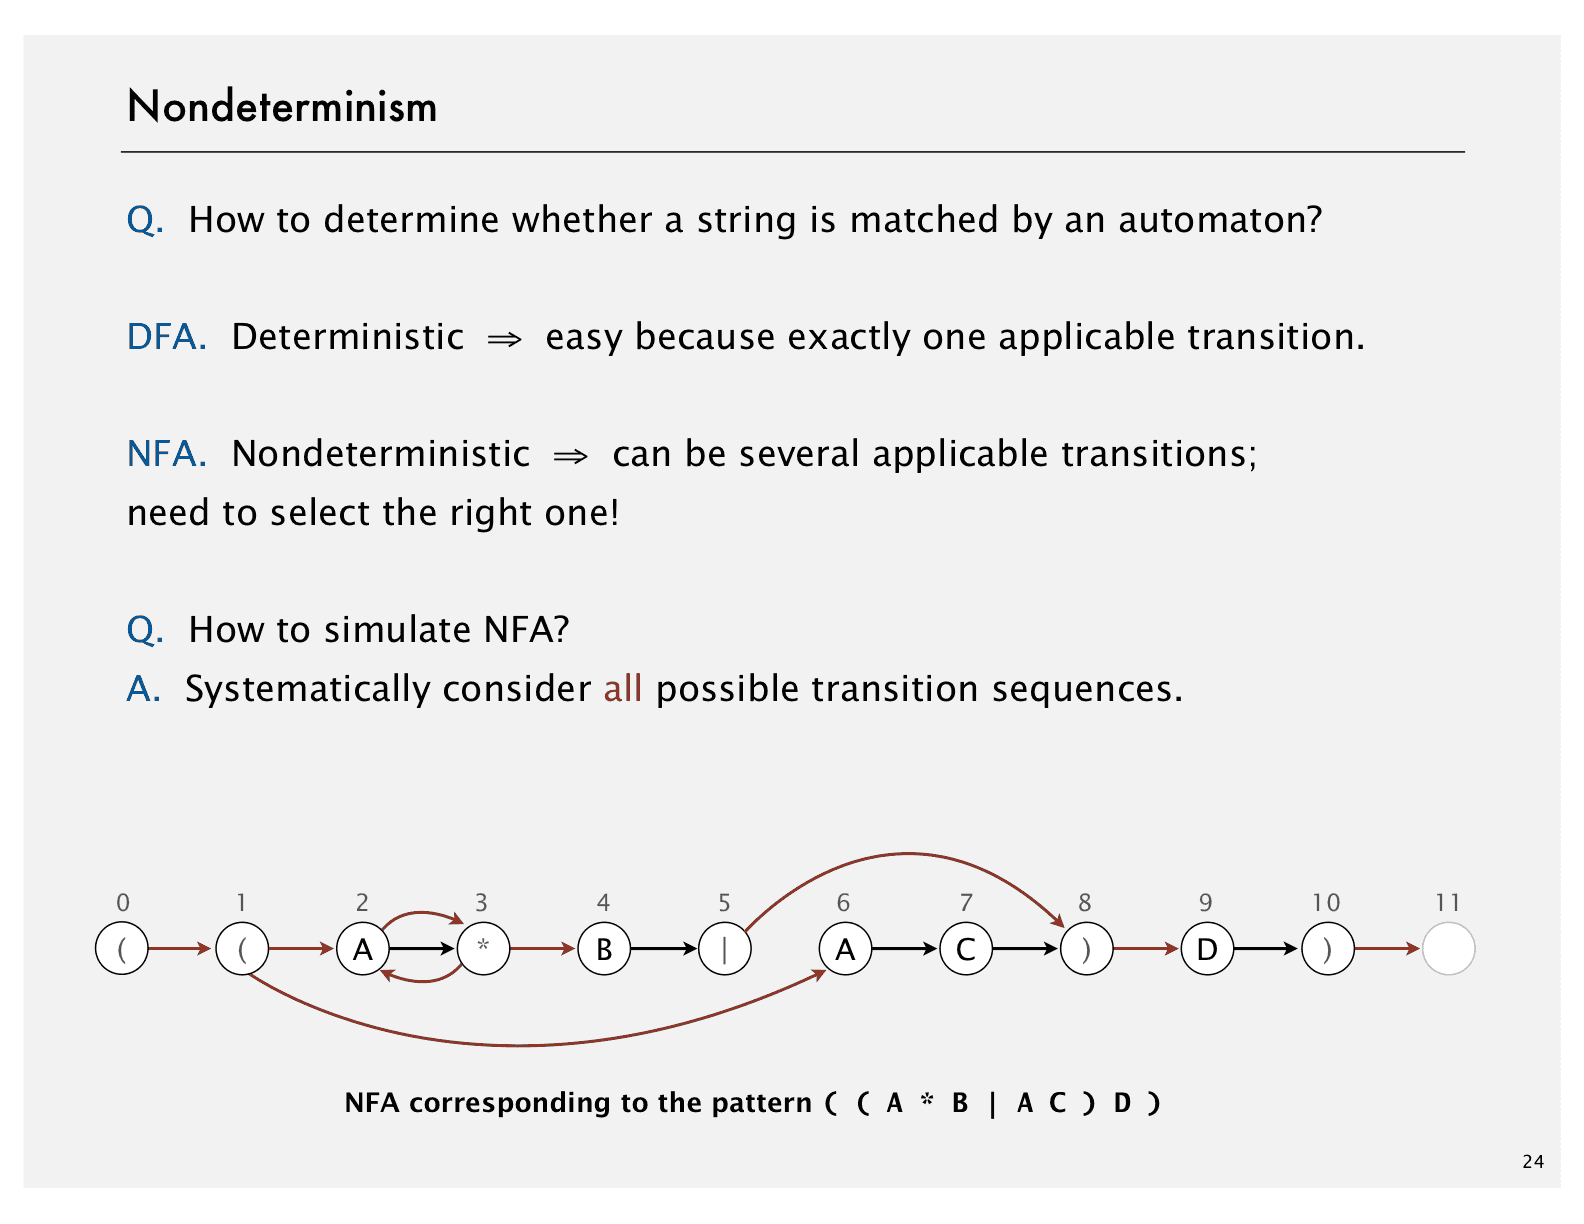 Nondeterminism
Q. How to determine whether a string is matched by an automaton?
DFA. Deterministic ⇒ easy because exactly one applicable transition.
NFA. Nondeterministic ⇒ can be several applicable transitions;
need to select the right one!
Q. How to simulate NFA?
A. Systematically consider all possible transition sequences.
0 1 2 3 4 5 6 7 8 9 10 11
( ( A * B | A C ) D )
NFA corresponding to the pattern ( ( A * B | A C ) D )
24